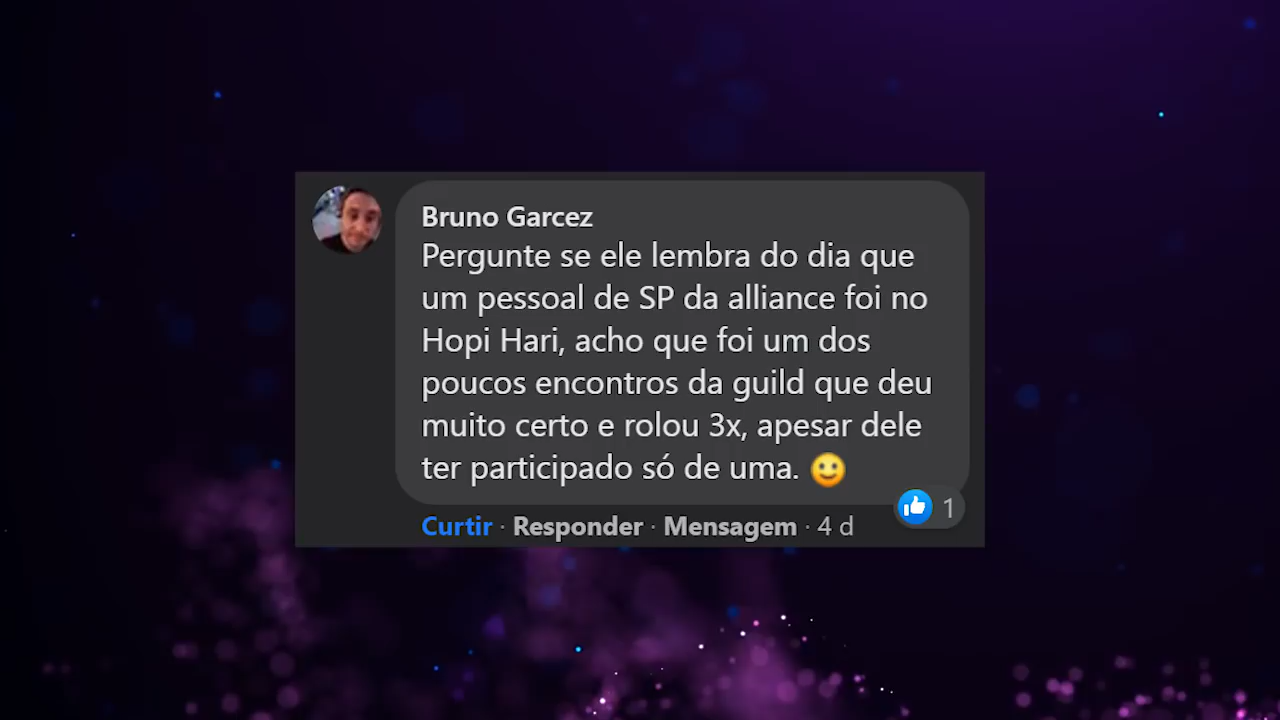 Bruno Garcez
Pergunte se ele lembra do dia que
um pessoal de SP da alliance foi no
Hopi Hari, acho que foi um dos
poucos encontros da guild que deu
muito certo e rolou 3x, apesar dele
ter participado só de uma. 🙂
1
Curtir · Responder · Mensagem · 4 d